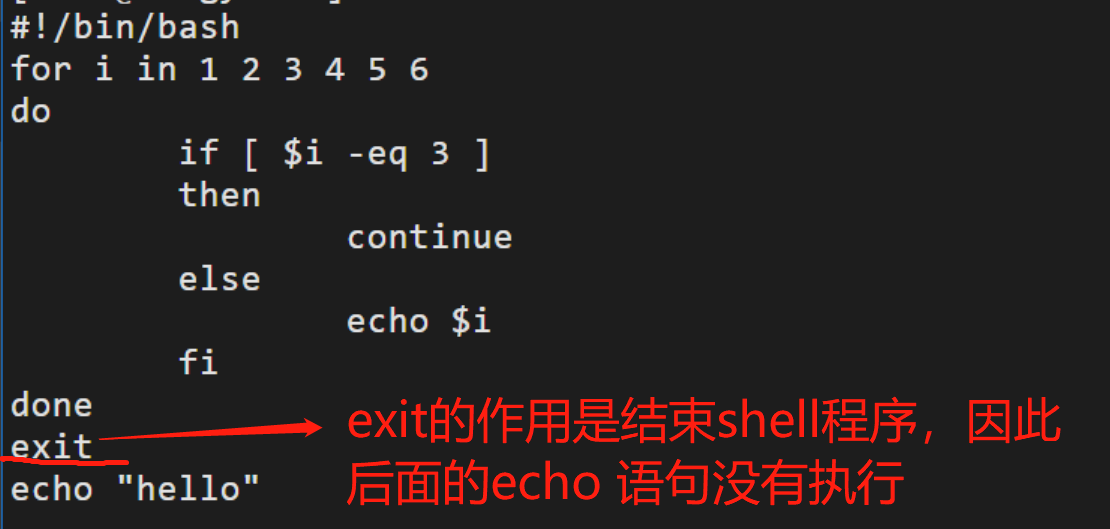 #!/bin/bash
for i in 1 2 3 4 5 6
do
if [ $i -eq 3 ]
then
continue
else
echo $i
fi
done
exit
echo "hello"
exit的作用是结束shell程序，因此
后面的echo 语句没有执行